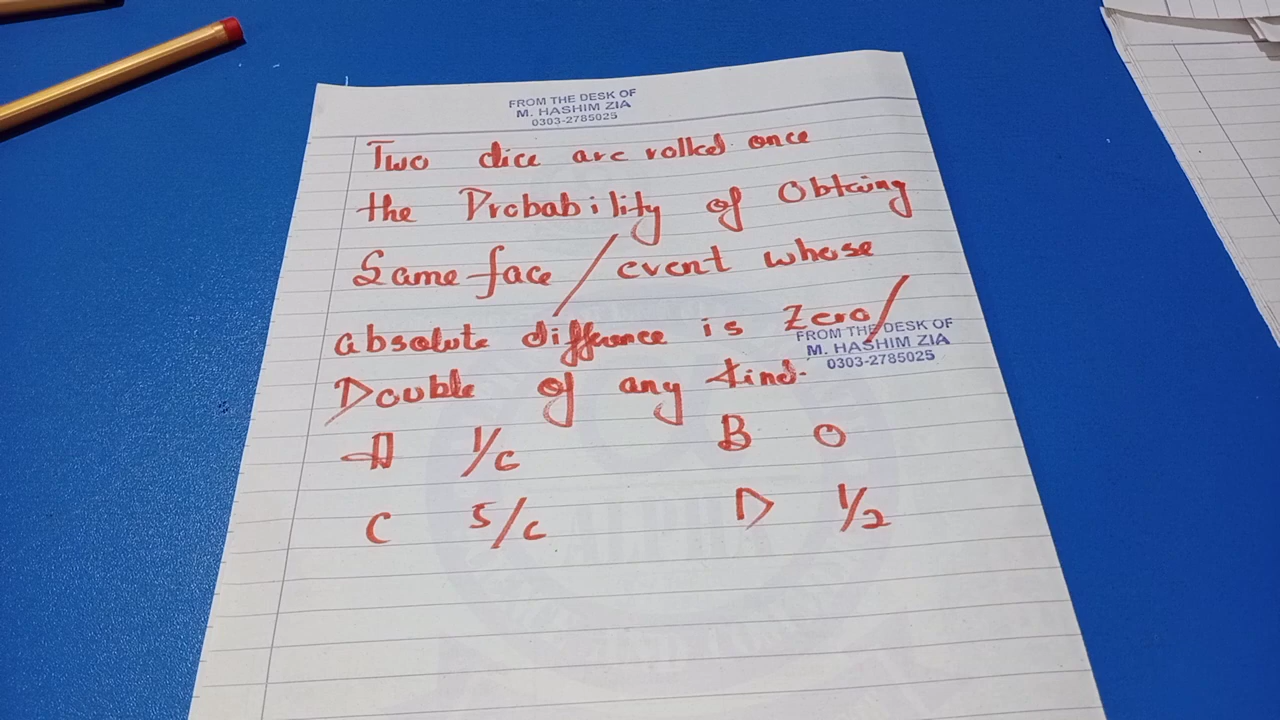 FROM THE DESK OF
M. HASHIM ZIA
0303-2785025
Two dice are rolled once
the Probability of Obtaing
Same face / event whose
absolute difference is Zero/
FROM THE DESK OF
M. HASHIM ZIA
0303-2785025
Double of any kind.
A 1/6 B 0
C 5/6 D 1/2